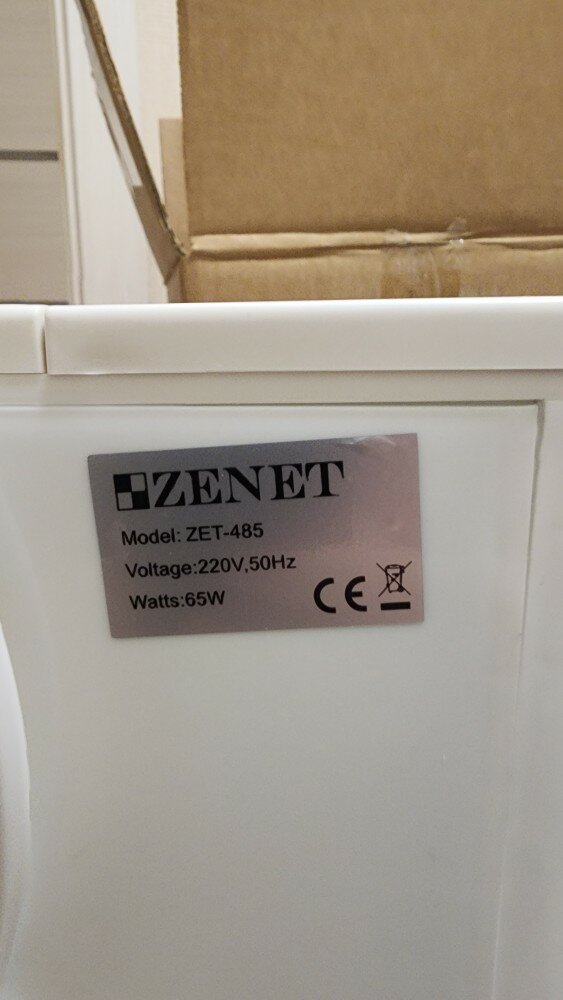 ZENET
Model: ZET-485
Voltage:220V,50Hz
Watts:65W
CE